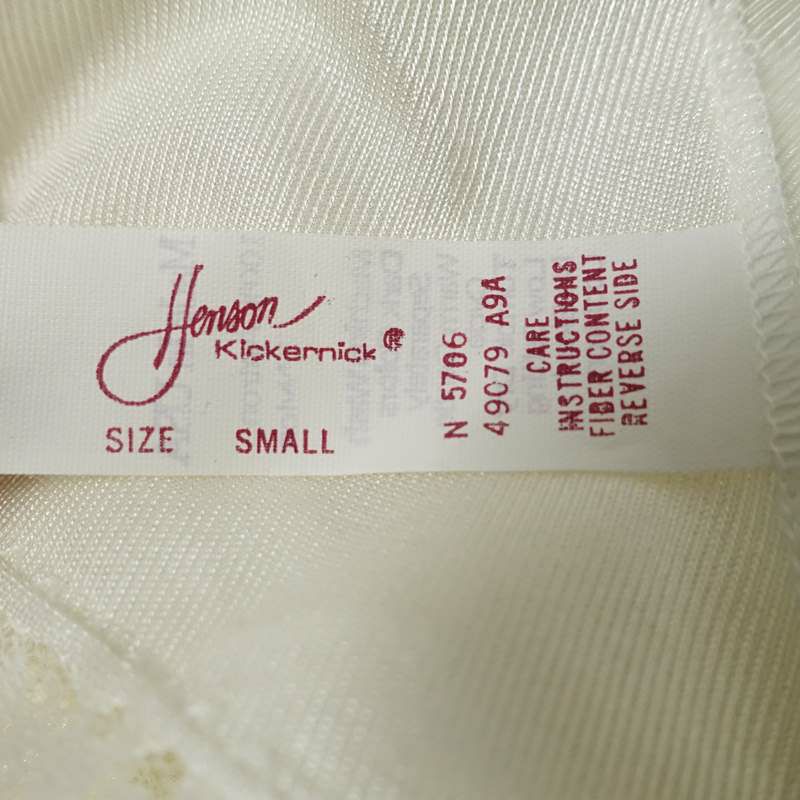 Henson
Kickernick®
SIZE SMALL
N 5706
49079 A9A
CARE
INSTRUCTIONS
FIBER CONTENT
REVERSE SIDE